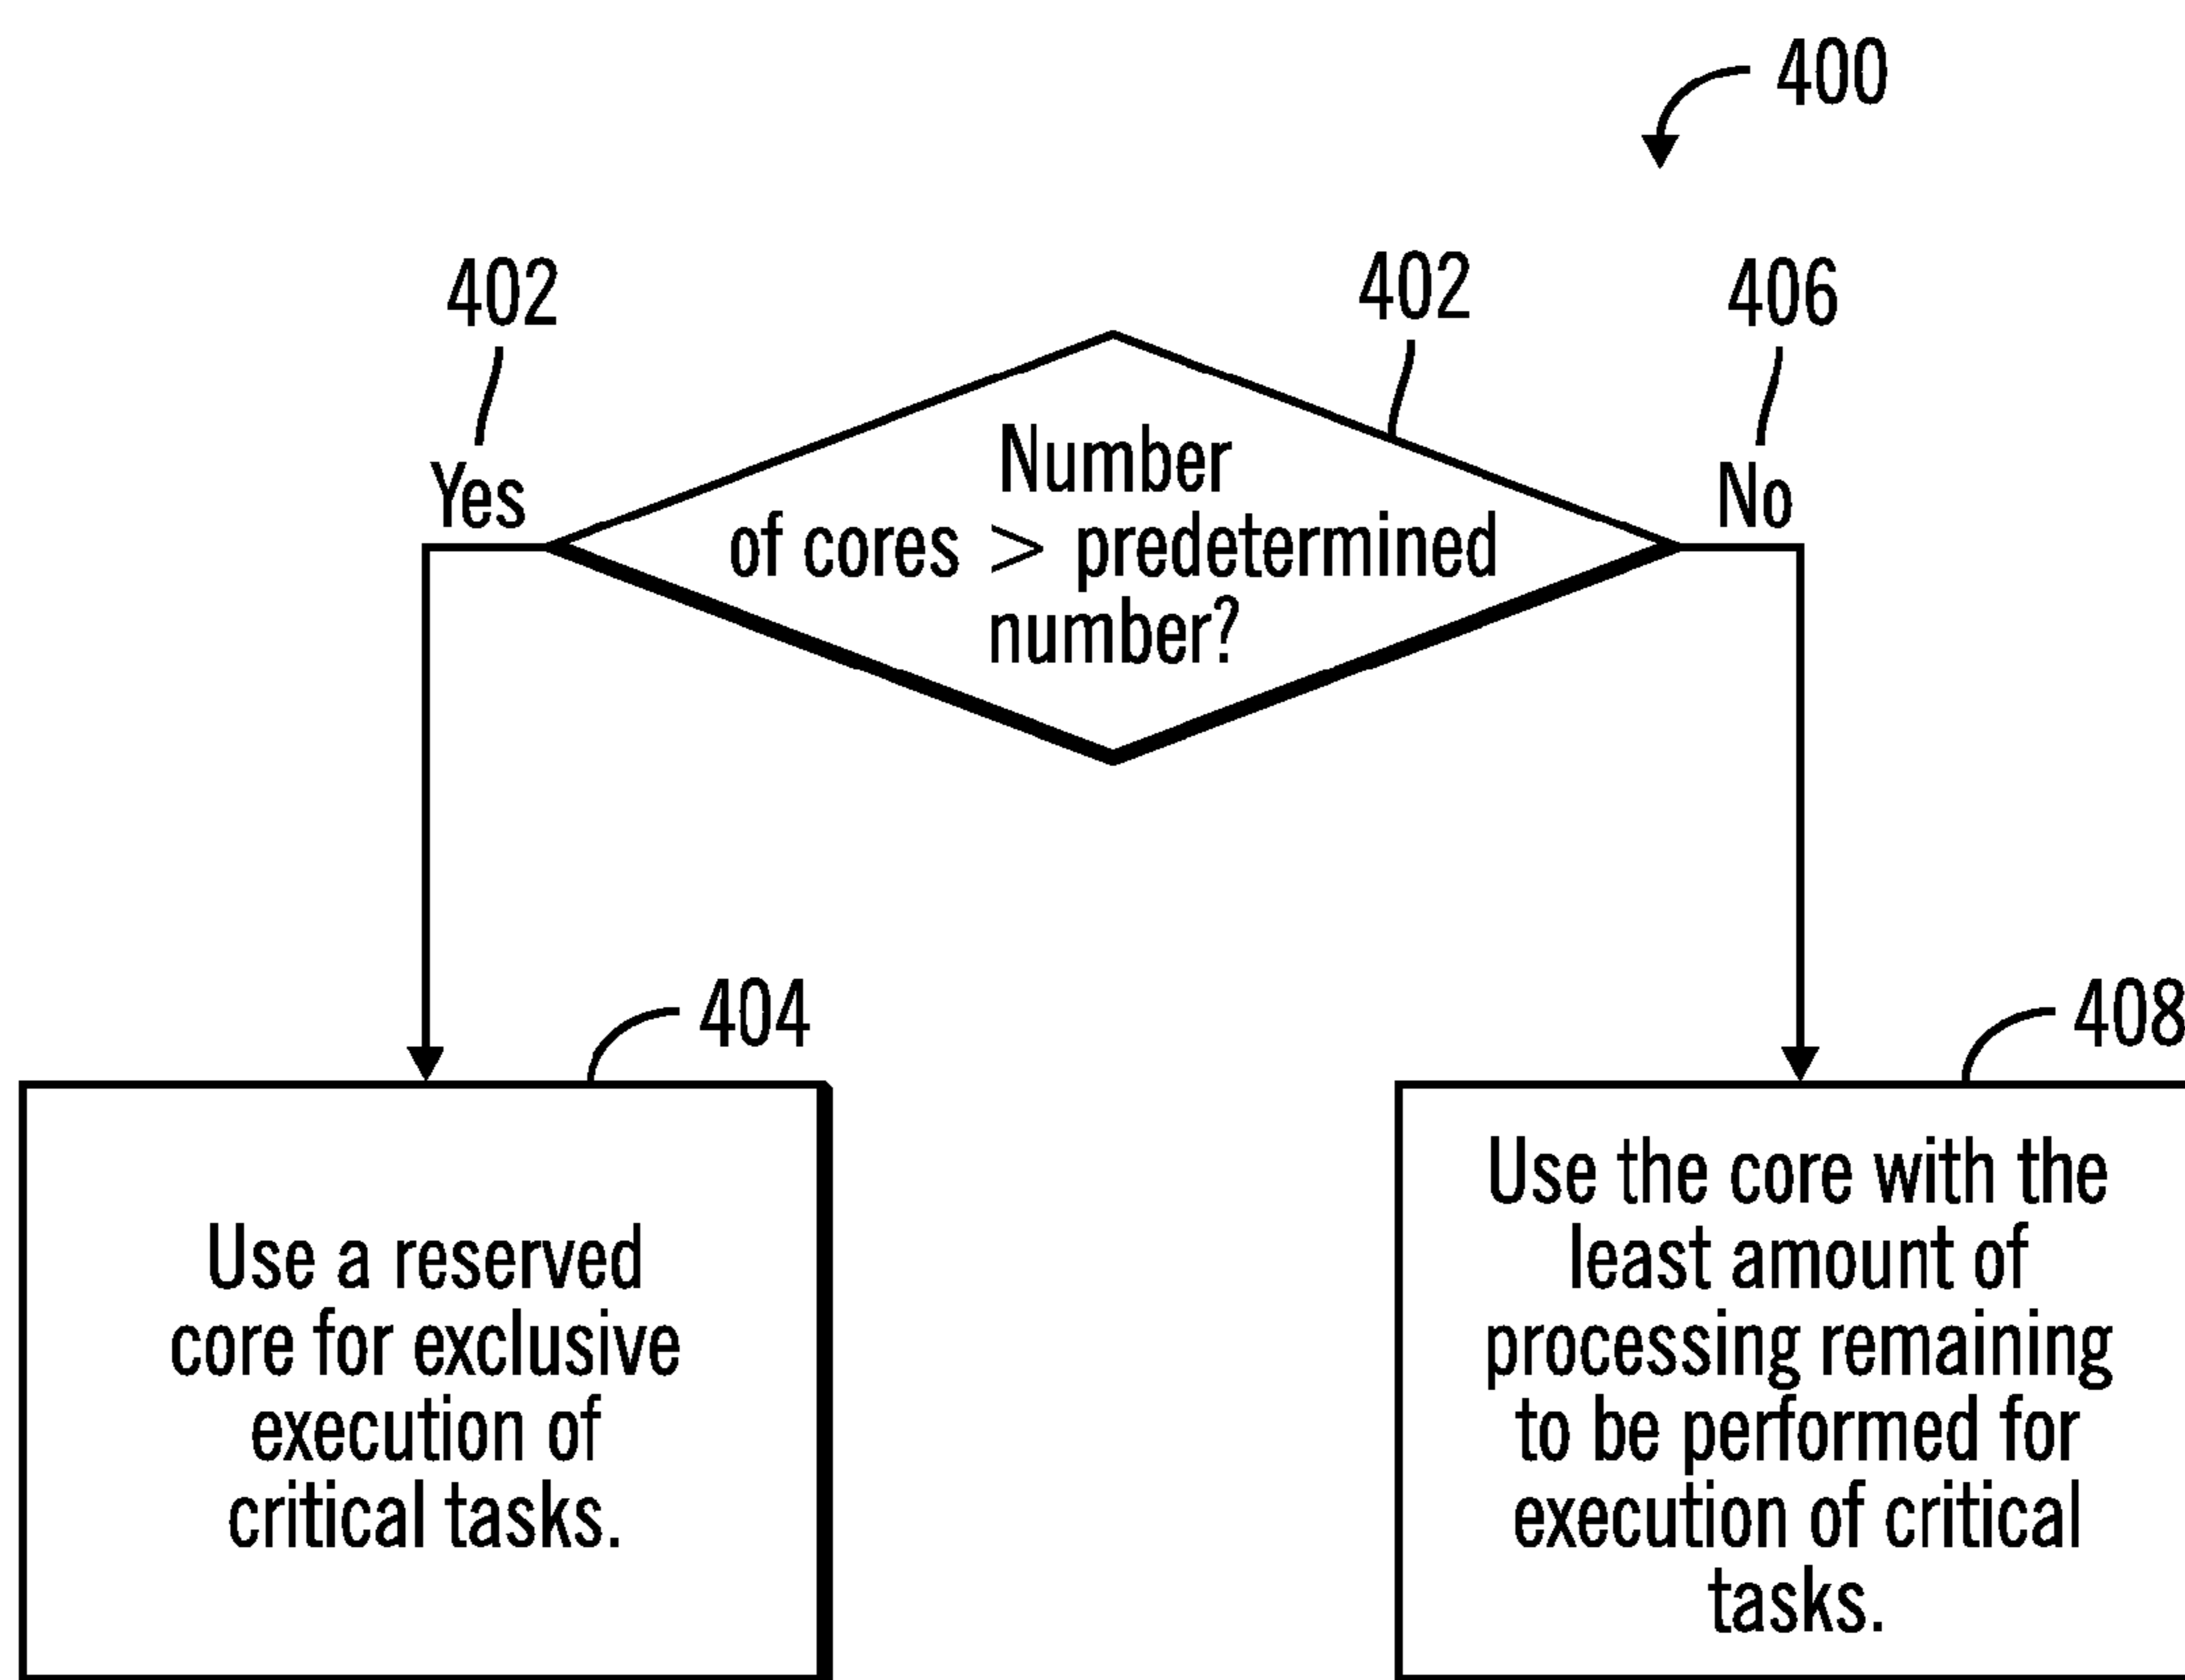 400
402
402
406
Yes
No
Number
of cores > predetermined
number?
404
408
Use a reserved
core for exclusive
execution of
critical tasks.
Use the core with the
least amount of
processing remaining
to be performed for
execution of critical
tasks.